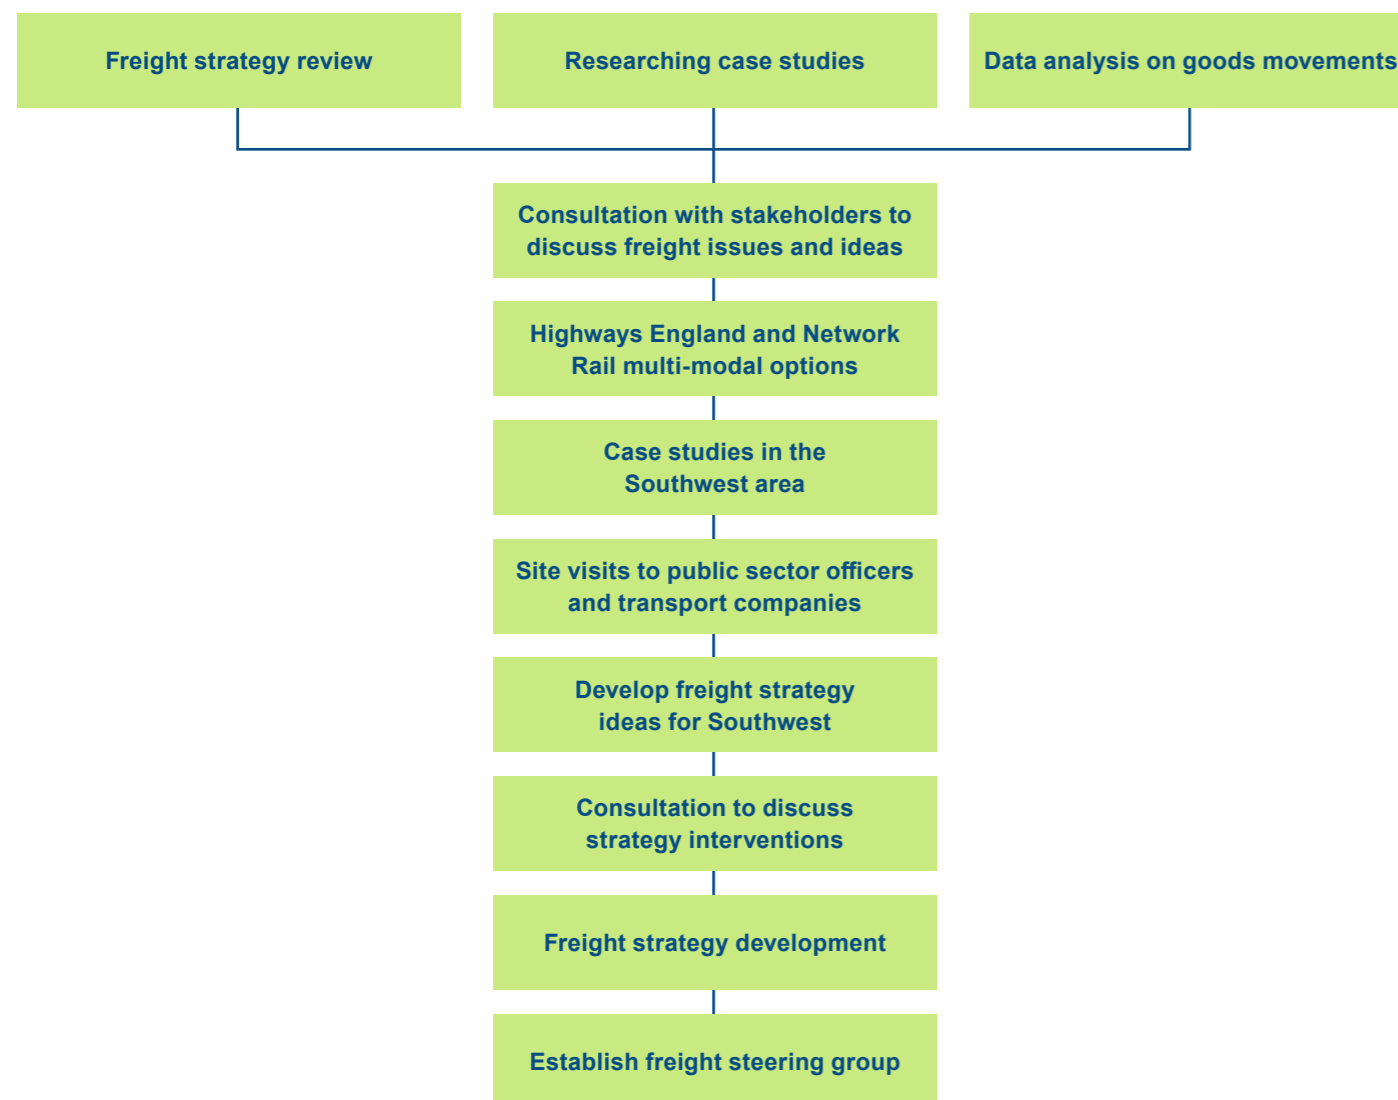 Freight strategy review
Researching case studies
Data analysis on goods movements
Consultation with stakeholders to
discuss freight issues and ideas
Highways England and Network
Rail multi-modal options
Case studies in the
Southwest area
Site visits to public sector officers
and transport companies
Develop freight strategy
ideas for Southwest
Consultation to discuss
strategy interventions
Freight strategy development
Establish freight steering group